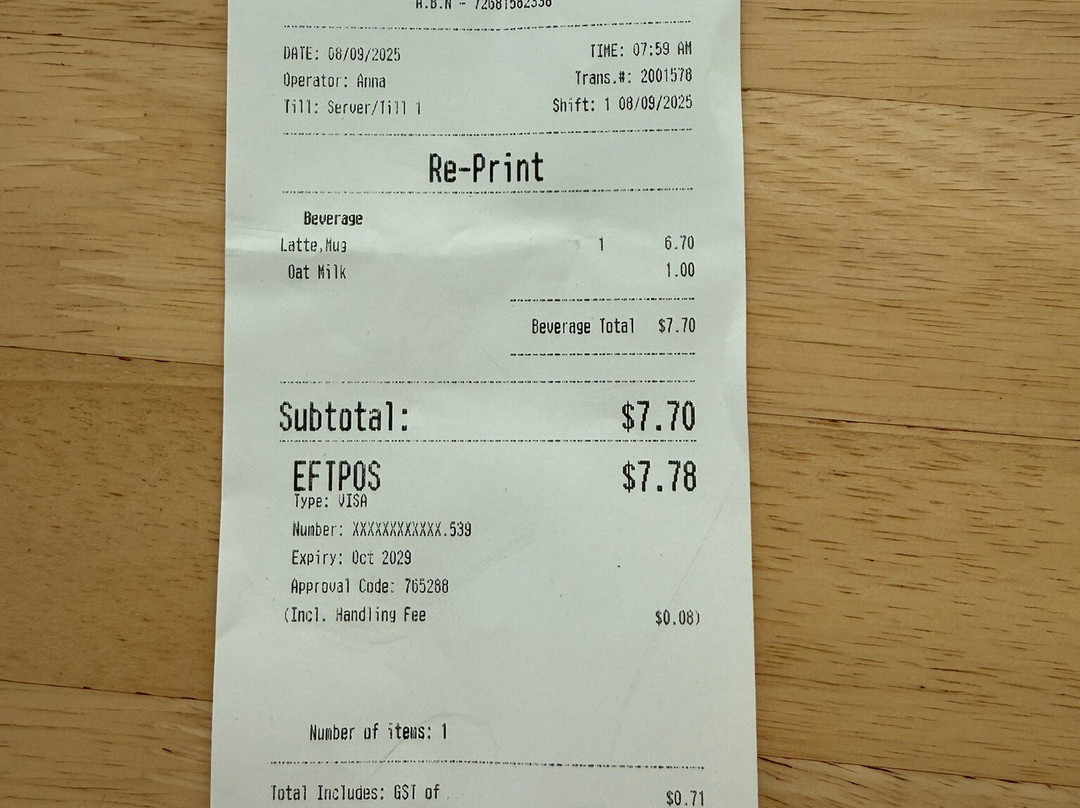 A.B.N - 72681582338
DATE: 08/09/2025 TIME: 07:59 AM
Operator: Anna Trans.#: 2001578
Till: Server/Till 1 Shift: 1 08/09/2025
Re-Print
Beverage
Latte,Mug 1 6.70
Oat Milk 1.00
Beverage Total $7.70
Subtotal: $7.70
EFTPOS $7.78
Type: VISA
Number: XXXXXXXXXXXX.539
Expiry: Oct 2029
Approval Code: 765288
(Incl. Handling Fee $0.08)
Number of items: 1
Total Includes: GST of $0.71